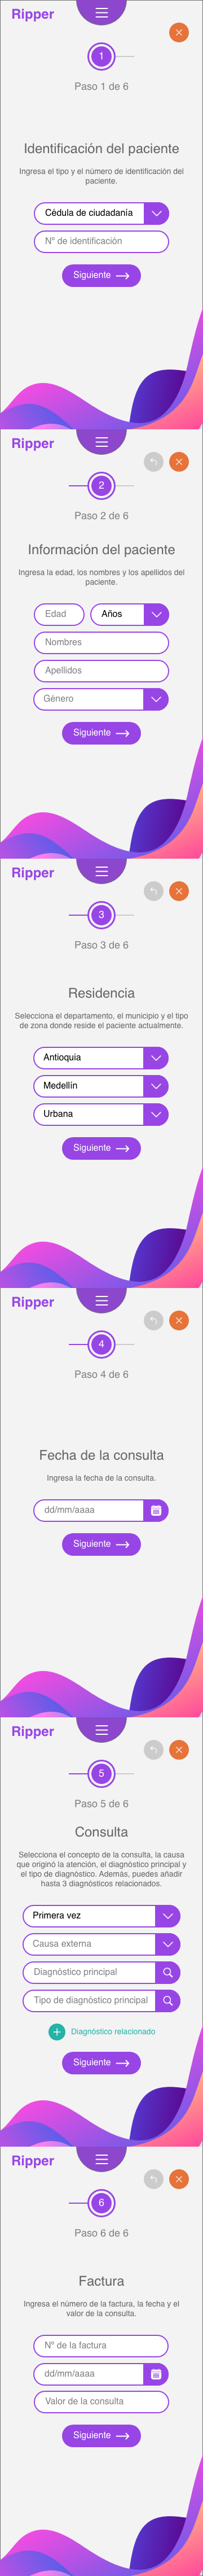 Ripper
1
Paso 1 de 6
Identificación del paciente
Ingresa el tipo y el número de identificación del
paciente.
Cédula de ciudadanía
Nº de identificación
Siguiente
Ripper
2
Paso 2 de 6
Información del paciente
Ingresa la edad, los nombres y los apellidos del
paciente.
Edad Años
Nombres
Apellidos
Género
Siguiente
Ripper
3
Paso 3 de 6
Residencia
Selecciona el departamento, el municipio y el tipo
de zona donde reside el paciente actualmente.
Antioquia
Medellín
Urbana
Siguiente
Ripper
4
Paso 4 de 6
Fecha de la consulta
Ingresa la fecha de la consulta.
dd/mm/aaaa
Siguiente
Ripper
5
Paso 5 de 6
Consulta
Selecciona el concepto de la consulta, la causa
que originó la atención, el diagnóstico principal y
el tipo de diagnóstico. Además, puedes añadir
hasta 3 diagnósticos relacionados.
Primera vez
Causa externa
Diagnóstico principal
Tipo de diagnóstico principal
Diagnóstico relacionado
Siguiente
Ripper
6
Paso 6 de 6
Factura
Ingresa el número de la factura, la fecha y el
valor de la consulta.
Nº de la factura
dd/mm/aaaa
Valor de la consulta
Siguiente